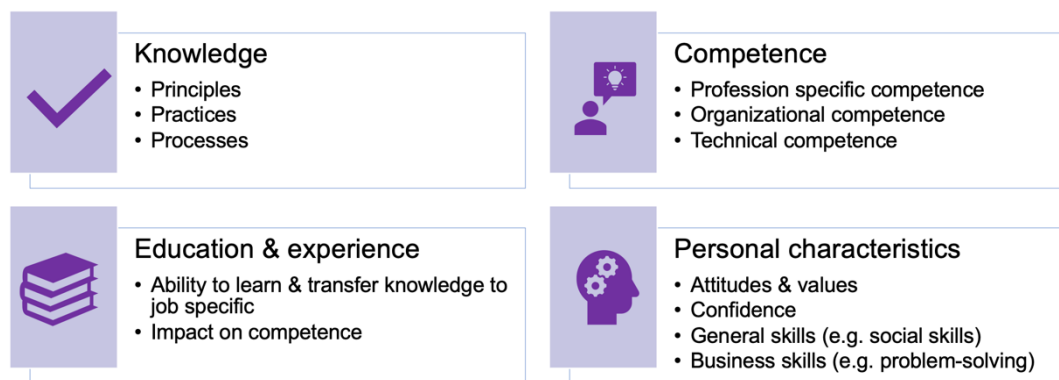 Knowledge
• Principles
• Practices
• Processes
Competence
• Profession specific competence
• Organizational competence
• Technical competence
Education & experience
• Ability to learn & transfer knowledge to
job specific
• Impact on competence
Personal characteristics
• Attitudes & values
• Confidence
• General skills (e.g. social skills)
• Business skills (e.g. problem-solving)